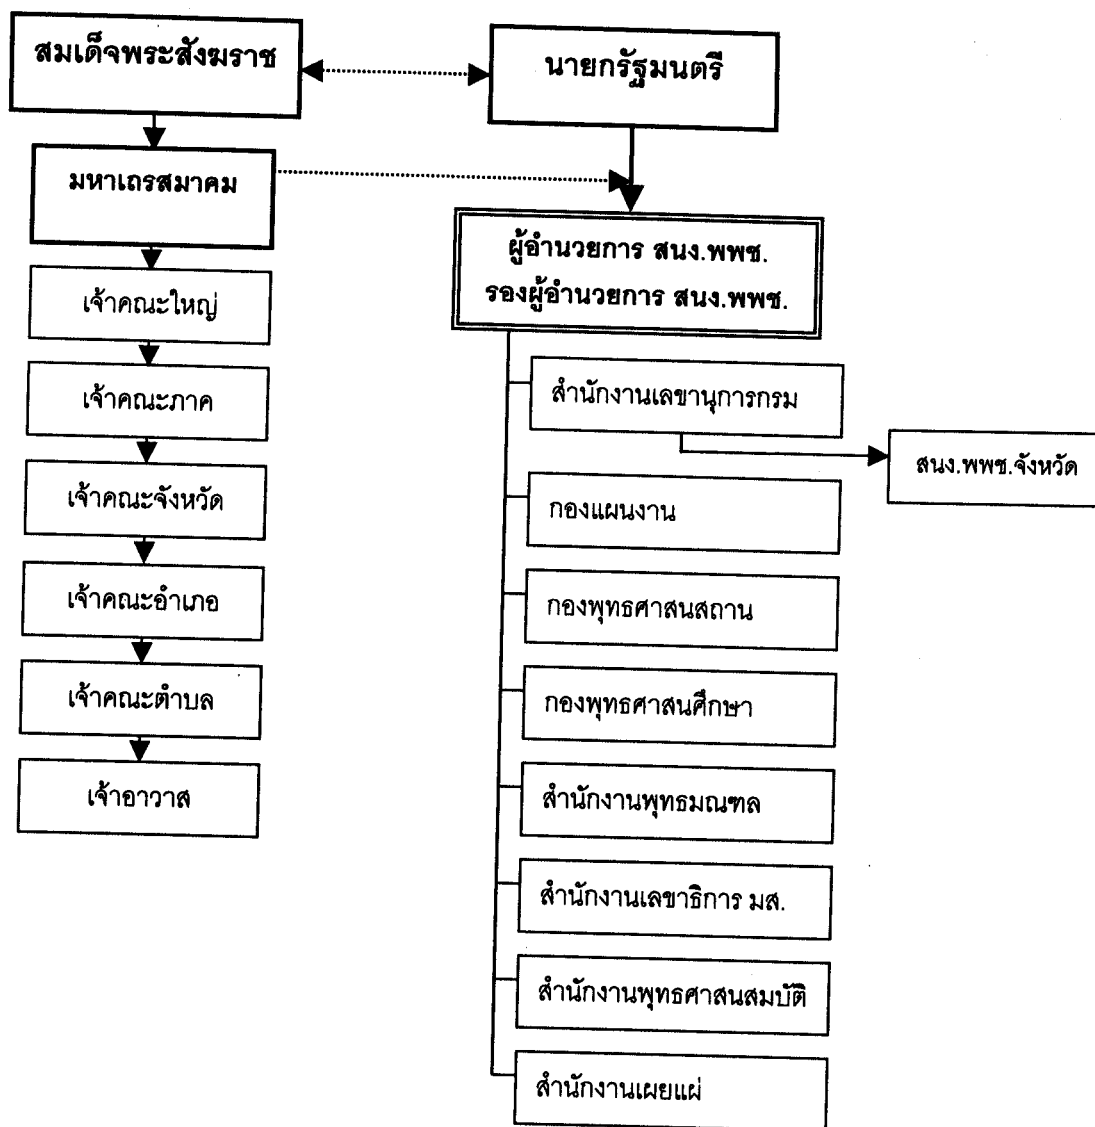 สมเด็จพระสังฆราช
นายกรัฐมนตรี
มหาเถรสมาคม
ผู้อำนวยการ สนง.พพช.
รองผู้อำนวยการ สนง.พพช.
เจ้าคณะใหญ่
เจ้าคณะภาค
เจ้าคณะจังหวัด
เจ้าคณะอำเภอ
เจ้าคณะตำบล
เจ้าอาวาส
สำนักงานเลขานุการกรม
สนง.พพช.จังหวัด
กองแผนงาน
กองพุทธศาสนสถาน
กองพุทธศาสนศึกษา
สำนักงานพุทธมณฑล
สำนักงานเลขาธิการ มส.
สำนักงานพุทธศาสนสมบัติ
สำนักงานเผยแผ่